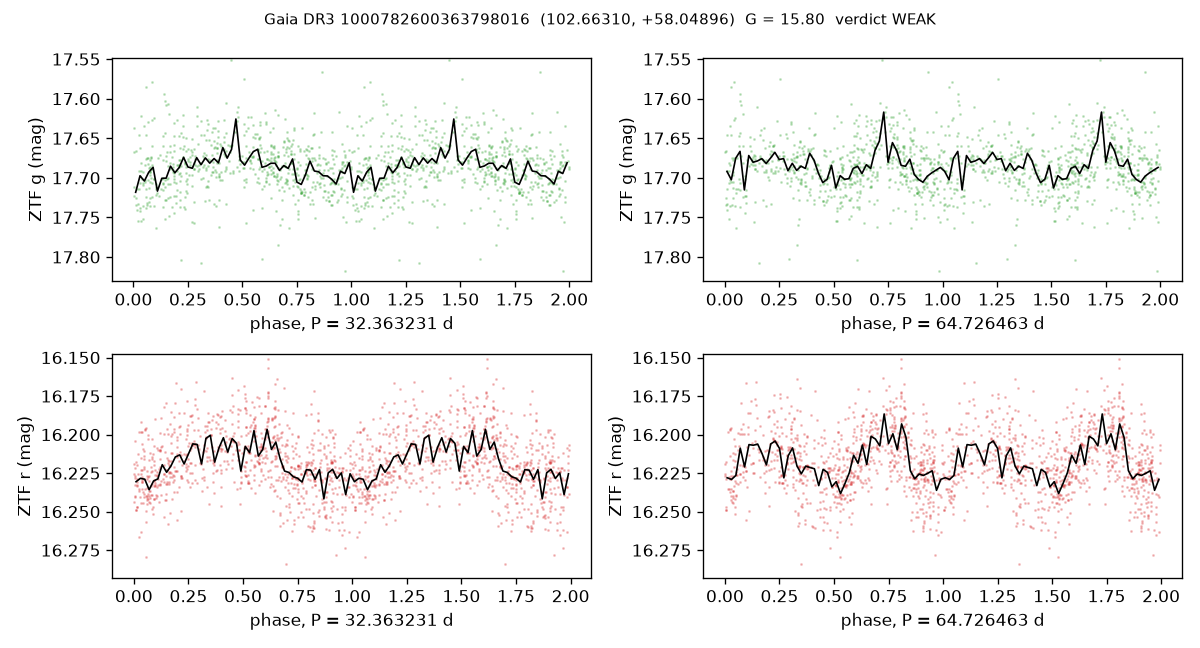 Gaia DR3 1000782600363798016 (102.66310, +58.04896) G = 15.80 verdict WEAK
ZTF g (mag)
17.55
17.60
17.65
17.70
17.75
17.80
0.00 0.25 0.50 0.75 1.00 1.25 1.50 1.75 2.00
phase, P = 32.363231 d
ZTF g (mag)
17.55
17.60
17.65
17.70
17.75
17.80
0.00 0.25 0.50 0.75 1.00 1.25 1.50 1.75 2.00
phase, P = 64.726463 d
ZTF r (mag)
16.150
16.175
16.200
16.225
16.250
16.275
0.00 0.25 0.50 0.75 1.00 1.25 1.50 1.75 2.00
phase, P = 32.363231 d
ZTF r (mag)
16.150
16.175
16.200
16.225
16.250
16.275
0.00 0.25 0.50 0.75 1.00 1.25 1.50 1.75 2.00
phase, P = 64.726463 d